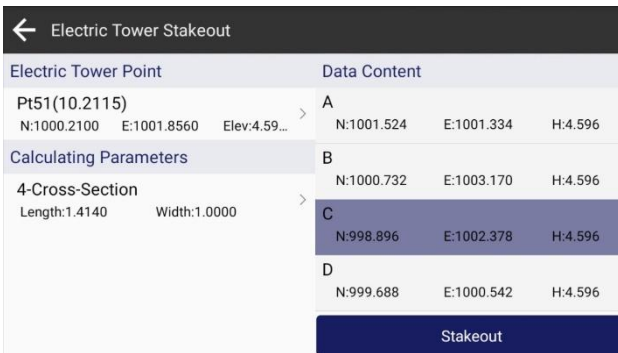 Electric Tower Stakeout
Electric Tower Point
Pt51(10.2115)
N:1000.2100 E:1001.8560 Elev:4.59...
Calculating Parameters
4-Cross-Section
Length:1.4140 Width:1.0000
Data Content
A
N:1001.524 E:1001.334 H:4.596
B
N:1000.732 E:1003.170 H:4.596
C
N:998.896 E:1002.378 H:4.596
D
N:999.688 E:1000.542 H:4.596
Stakeout